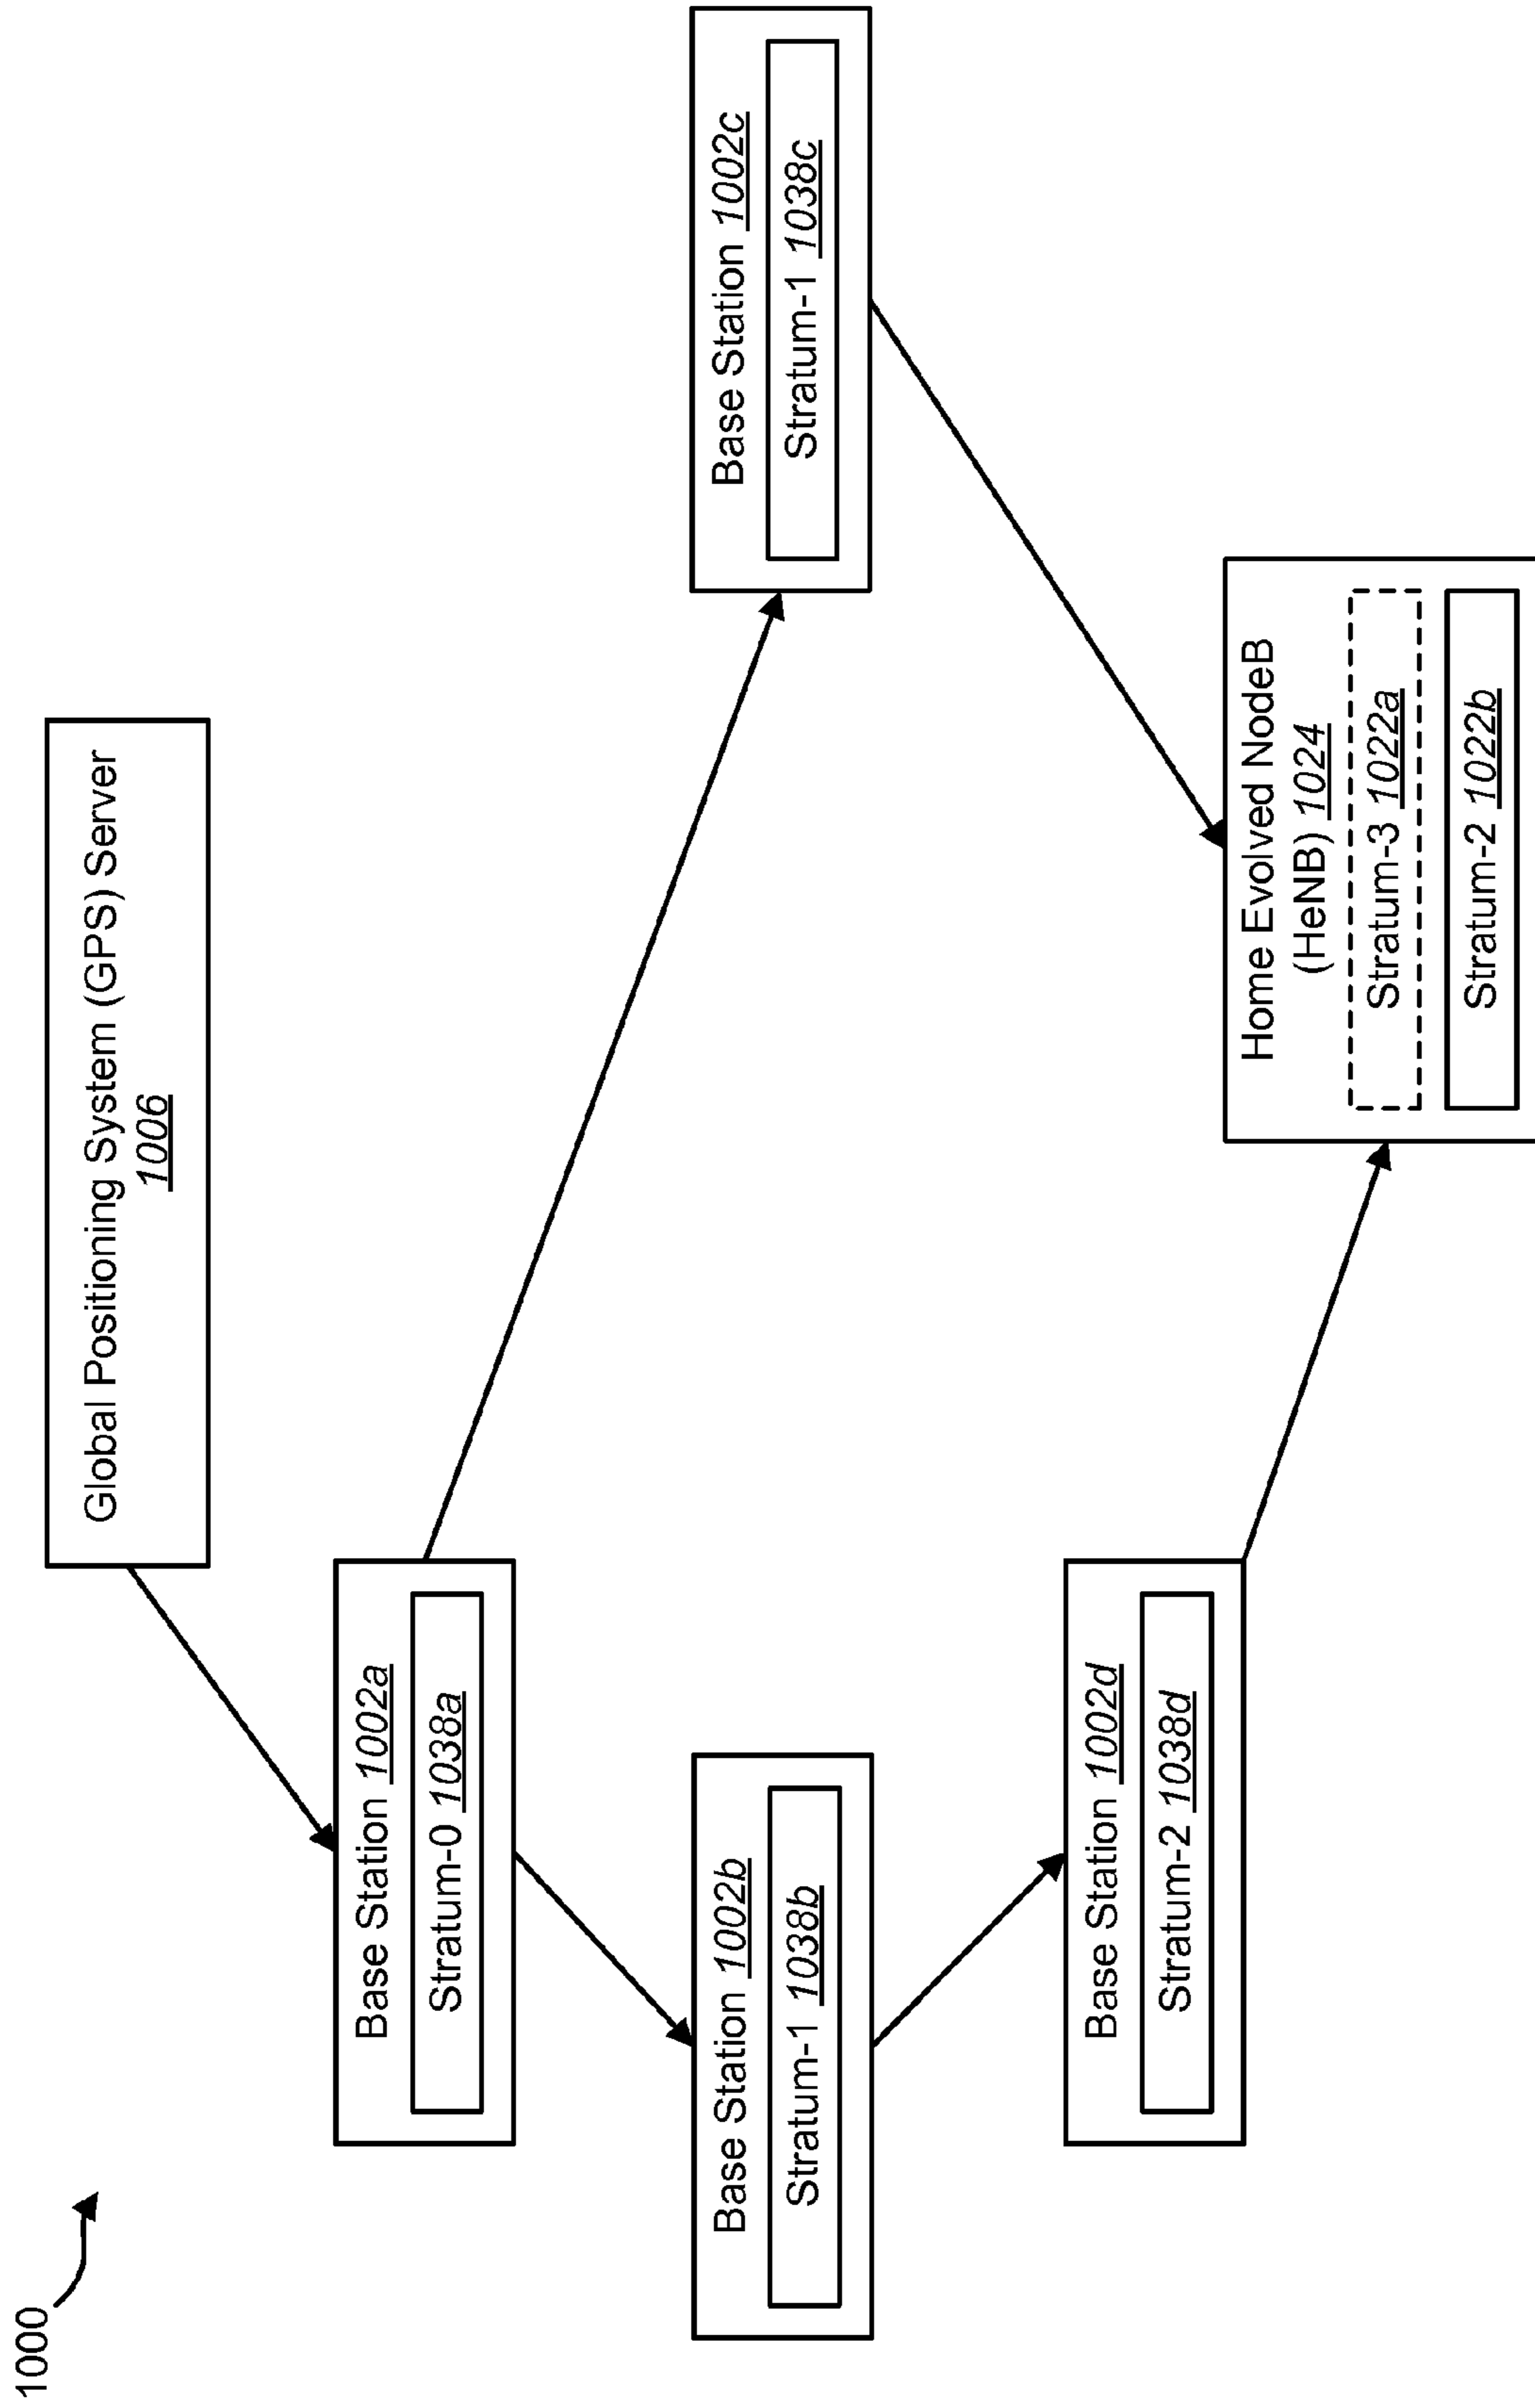 1000
Global Positioning System (GPS) Server
1006
Base Station 1002a
Stratum-0 1038a
Base Station 1002b
Stratum-1 1038b
Base Station 1002c
Stratum-1 1038c
Base Station 1002d
Stratum-2 1038d
Home Evolved NodeB
(HeNB) 1024
Stratum-3 1022a
Stratum-2 1022b